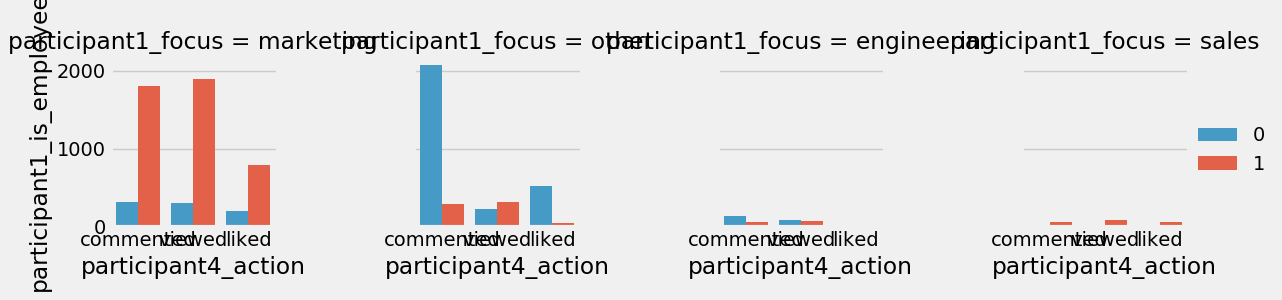 participant1_focus = marketing
participant1_focus = other
participant1_focus = engineering
participant1_focus = sales
participant1_is_employee
2000
1000
0
commented viewed liked
commented viewed liked
commented viewed liked
commented viewed liked
participant4_action
participant4_action
participant4_action
participant4_action
0
1